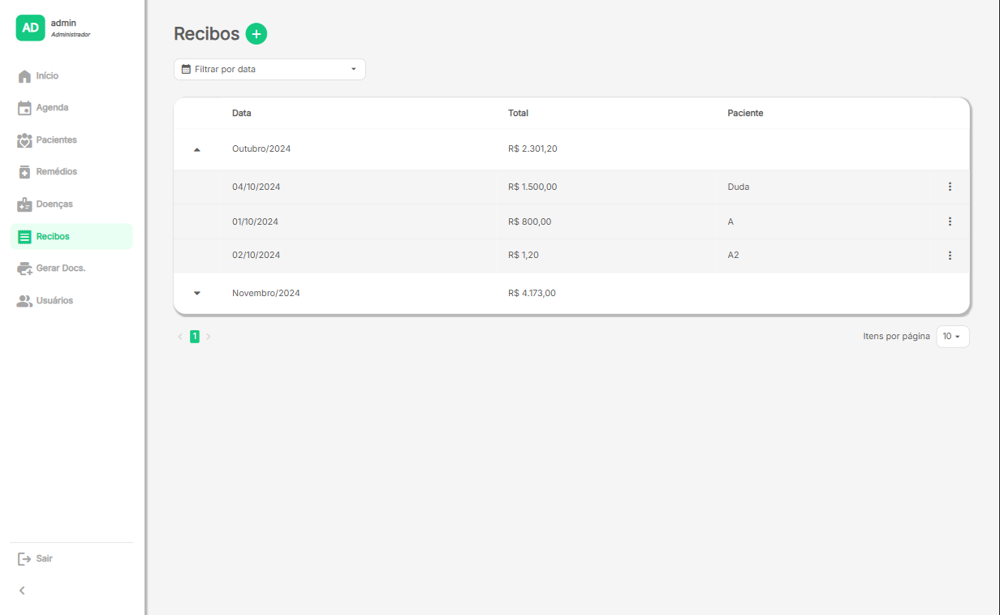 AD
admin
Administrador
Início
Agenda
Pacientes
Remédios
Doenças
Recibos
Gerar Docs.
Usuários
Sair
Recibos
Filtrar por data
Data Total Paciente
Outubro/2024 R$ 2.301,20
04/10/2024 R$ 1.500,00 Duda
01/10/2024 R$ 800,00 A
02/10/2024 R$ 1,20 A2
Novembro/2024 R$ 4.173,00
1
Itens por página 10